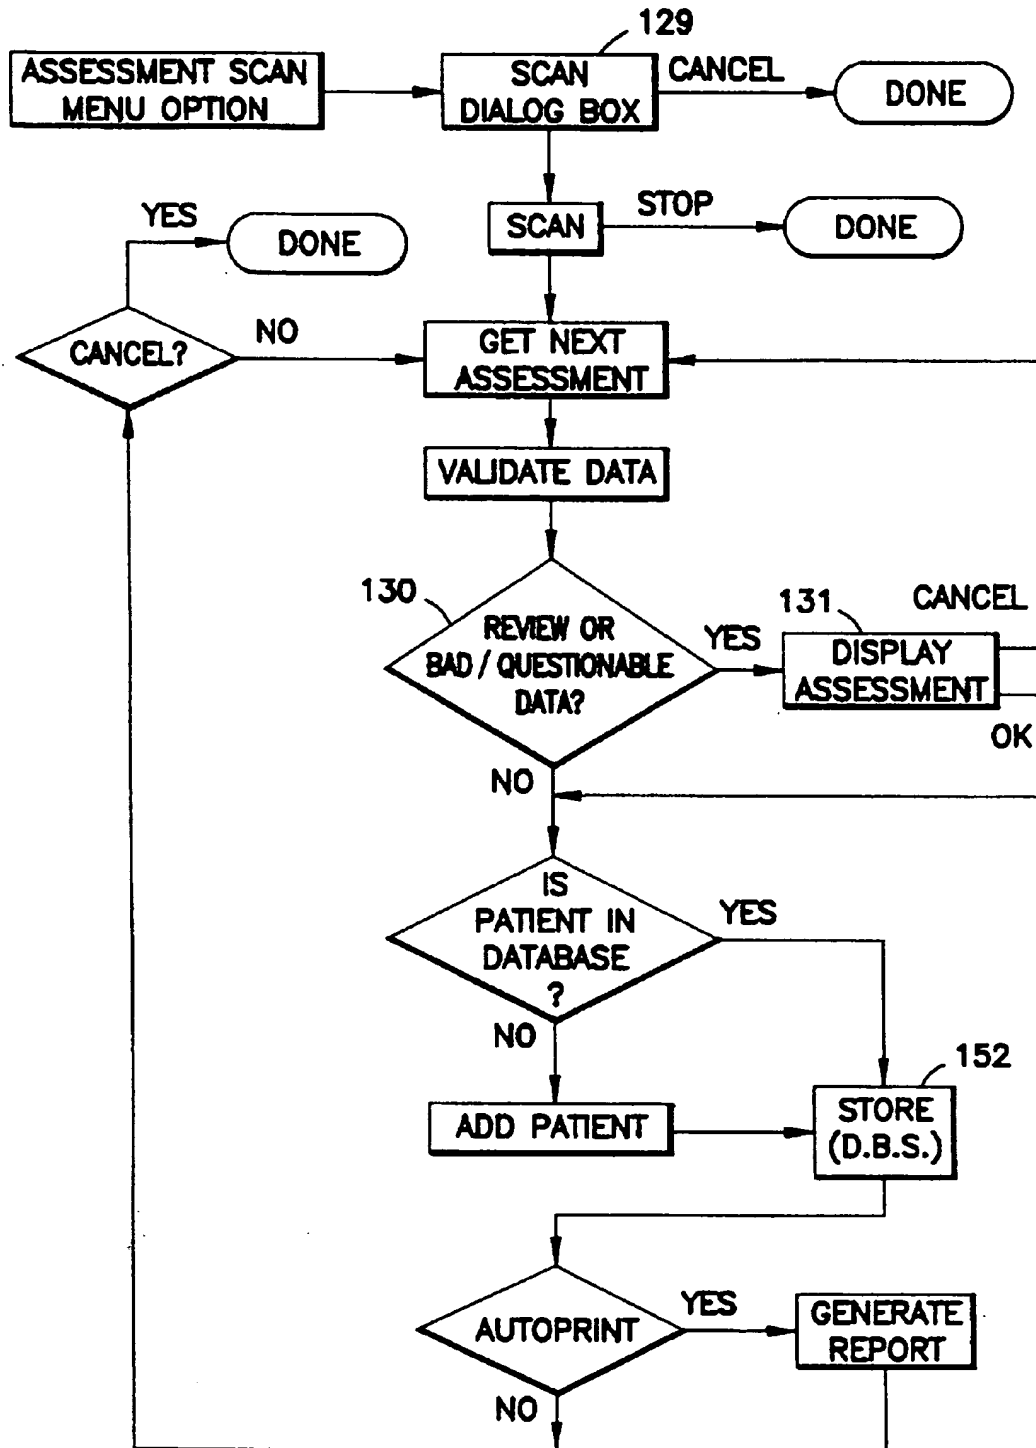 129
ASSESSMENT SCAN
MENU OPTION
SCAN
DIALOG BOX
CANCEL
DONE
YES
DONE
SCAN
STOP
DONE
CANCEL?
NO
GET NEXT
ASSESSMENT
VALIDATE DATA
130
REVIEW OR
BAD / QUESTIONABLE
DATA?
YES
131
DISPLAY
ASSESSMENT
CANCEL
OK
NO
IS
PATIENT IN
DATABASE
?
YES
NO
ADD PATIENT
152
STORE
(D.B.S.)
AUTOPRINT
YES
GENERATE
REPORT
NO